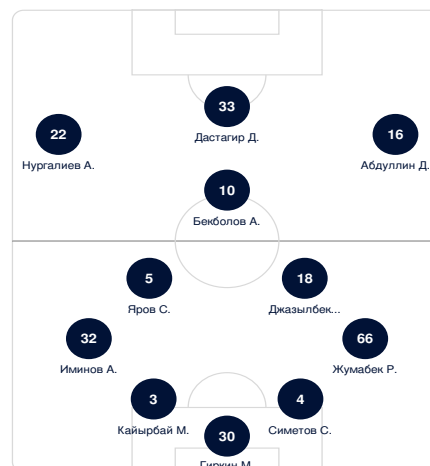 33
Дастагир Д.
22
Нургалиев А.
16
Абдуллин Д.
10
Бекболов А.
5
Яров С.
18
Джазылбек...
32
Иминов А.
66
Жумабек Р.
3
Кайырбай М.
4
Симетов С.
30
Гиркин М.